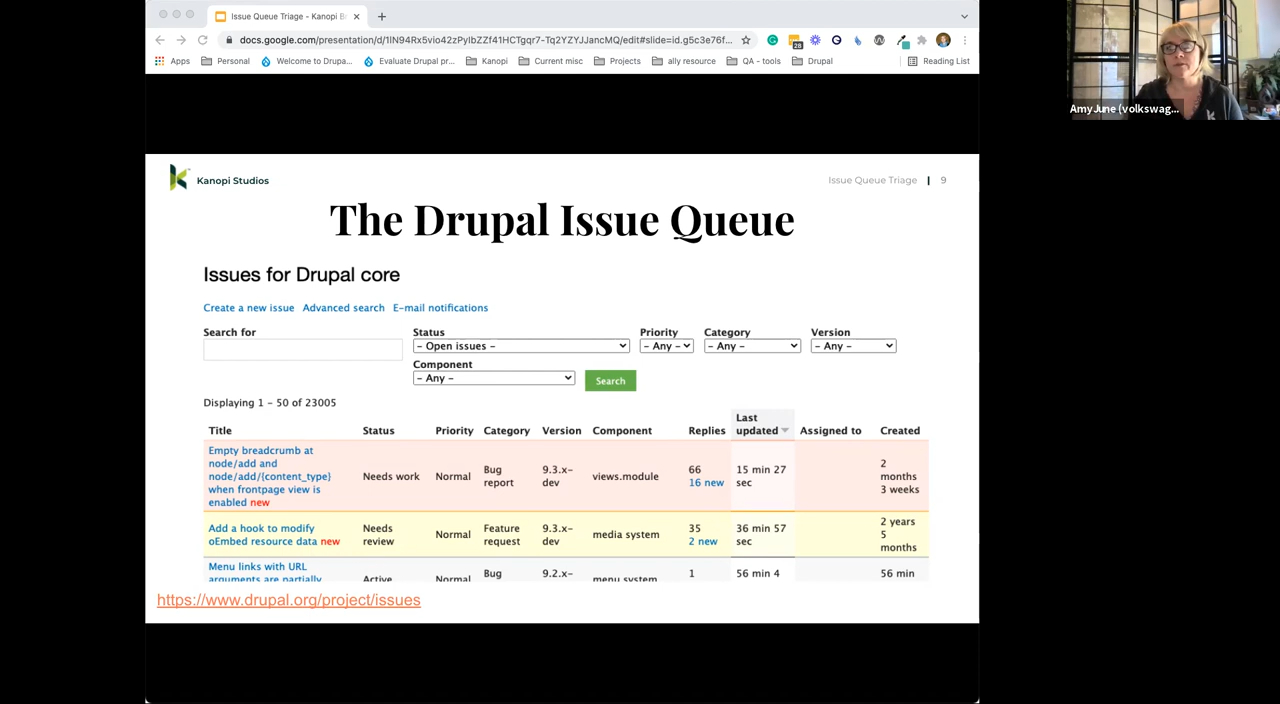 Issue Queue Triage - Kanopi B
docs.google.com/presentation/d/1lN94Rx5vio42zPyIbZZf41HCTgqr7-Tq2YZYJJancMQ/edit#slide=id.g5c3e76f...
28
Apps Personal Welcome to Drupa... Evaluate Drupal pr... Kanopi Current misc Projects ally resource QA - tools Drupal Reading List
AmyJune (volkswag...
Kanopi Studios Issue Queue Triage | 9
The Drupal Issue Queue
Issues for Drupal core
Create a new issue Advanced search E-mail notifications
Search for Status Priority Category Version
- Open issues - - Any - - Any - - Any -
Component
- Any - Search
Displaying 1 - 50 of 23005
Title Status Priority Category Version Component Replies Last updated Assigned to Created
Empty breadcrumb at
node/add and
node/add/{content_type}
when frontpage view is
enabled new
Needs work
Normal
Bug
report
9.3.x-
dev
views.module
66
16 new
15 min 27
sec
2
months
3 weeks
Add a hook to modify
oEmbed resource data new
Needs
review
Normal
Feature
request
9.3.x-
dev
media system
35
2 new
36 min 57
sec
2 years
5
months
Menu links with URL
arguments are partially
Active
Normal
Bug
9.2.x-
menu system
1
56 min 4
56 min
https://www.drupal.org/project/issues